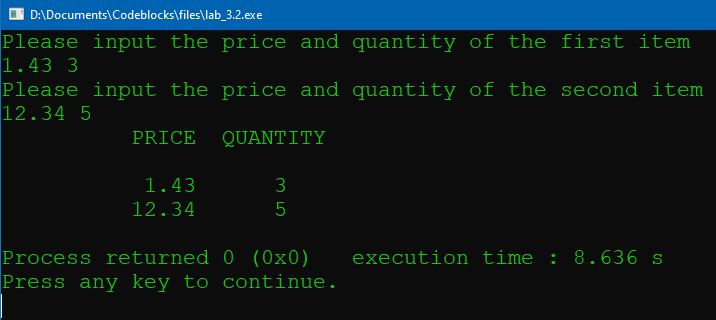 D:\Documents\Codeblocks\files\lab_3.2.exe
Please input the price and quantity of the first item
1.43 3
Please input the price and quantity of the second item
12.34 5
PRICE  QUANTITY
1.43      3
12.34      5
Process returned 0 (0x0)   execution time : 8.636 s
Press any key to continue.